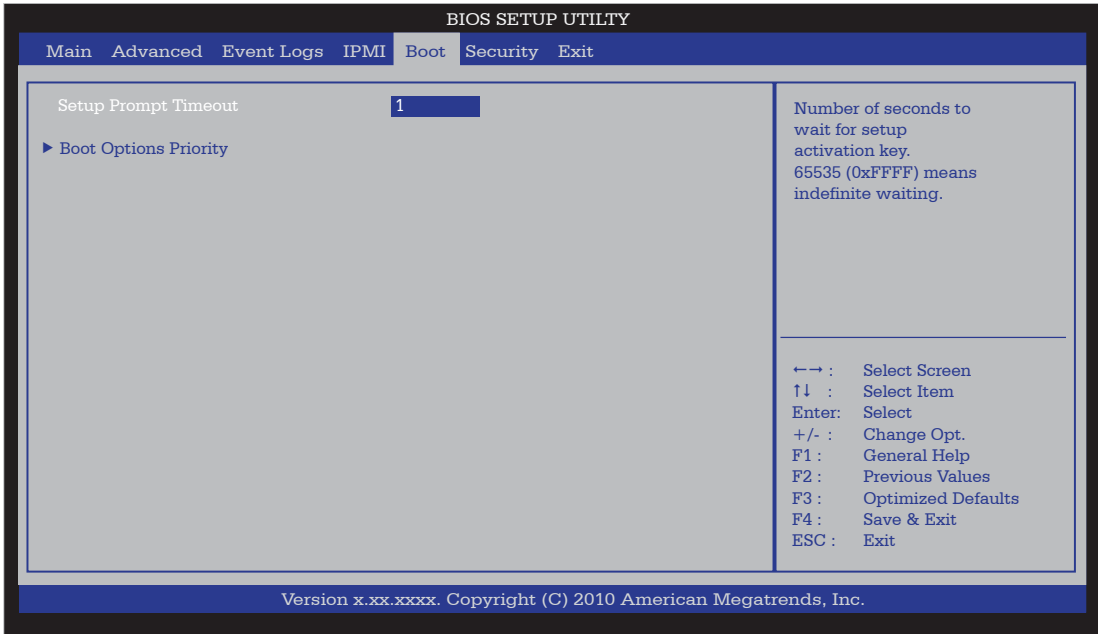 BIOS SETUP UTILTY
Main Advanced Event Logs IPMI Boot Security Exit
Setup Prompt Timeout 1
▶ Boot Options Priority
Number of seconds to
wait for setup
activation key.
65535 (0xFFFF) means
indefinite waiting.
←→ : Select Screen
↑↓ : Select Item
Enter: Select
+/- : Change Opt.
F1 : General Help
F2 : Previous Values
F3 : Optimized Defaults
F4 : Save & Exit
ESC : Exit
Version x.xx.xxxx. Copyright (C) 2010 American Megatrends, Inc.